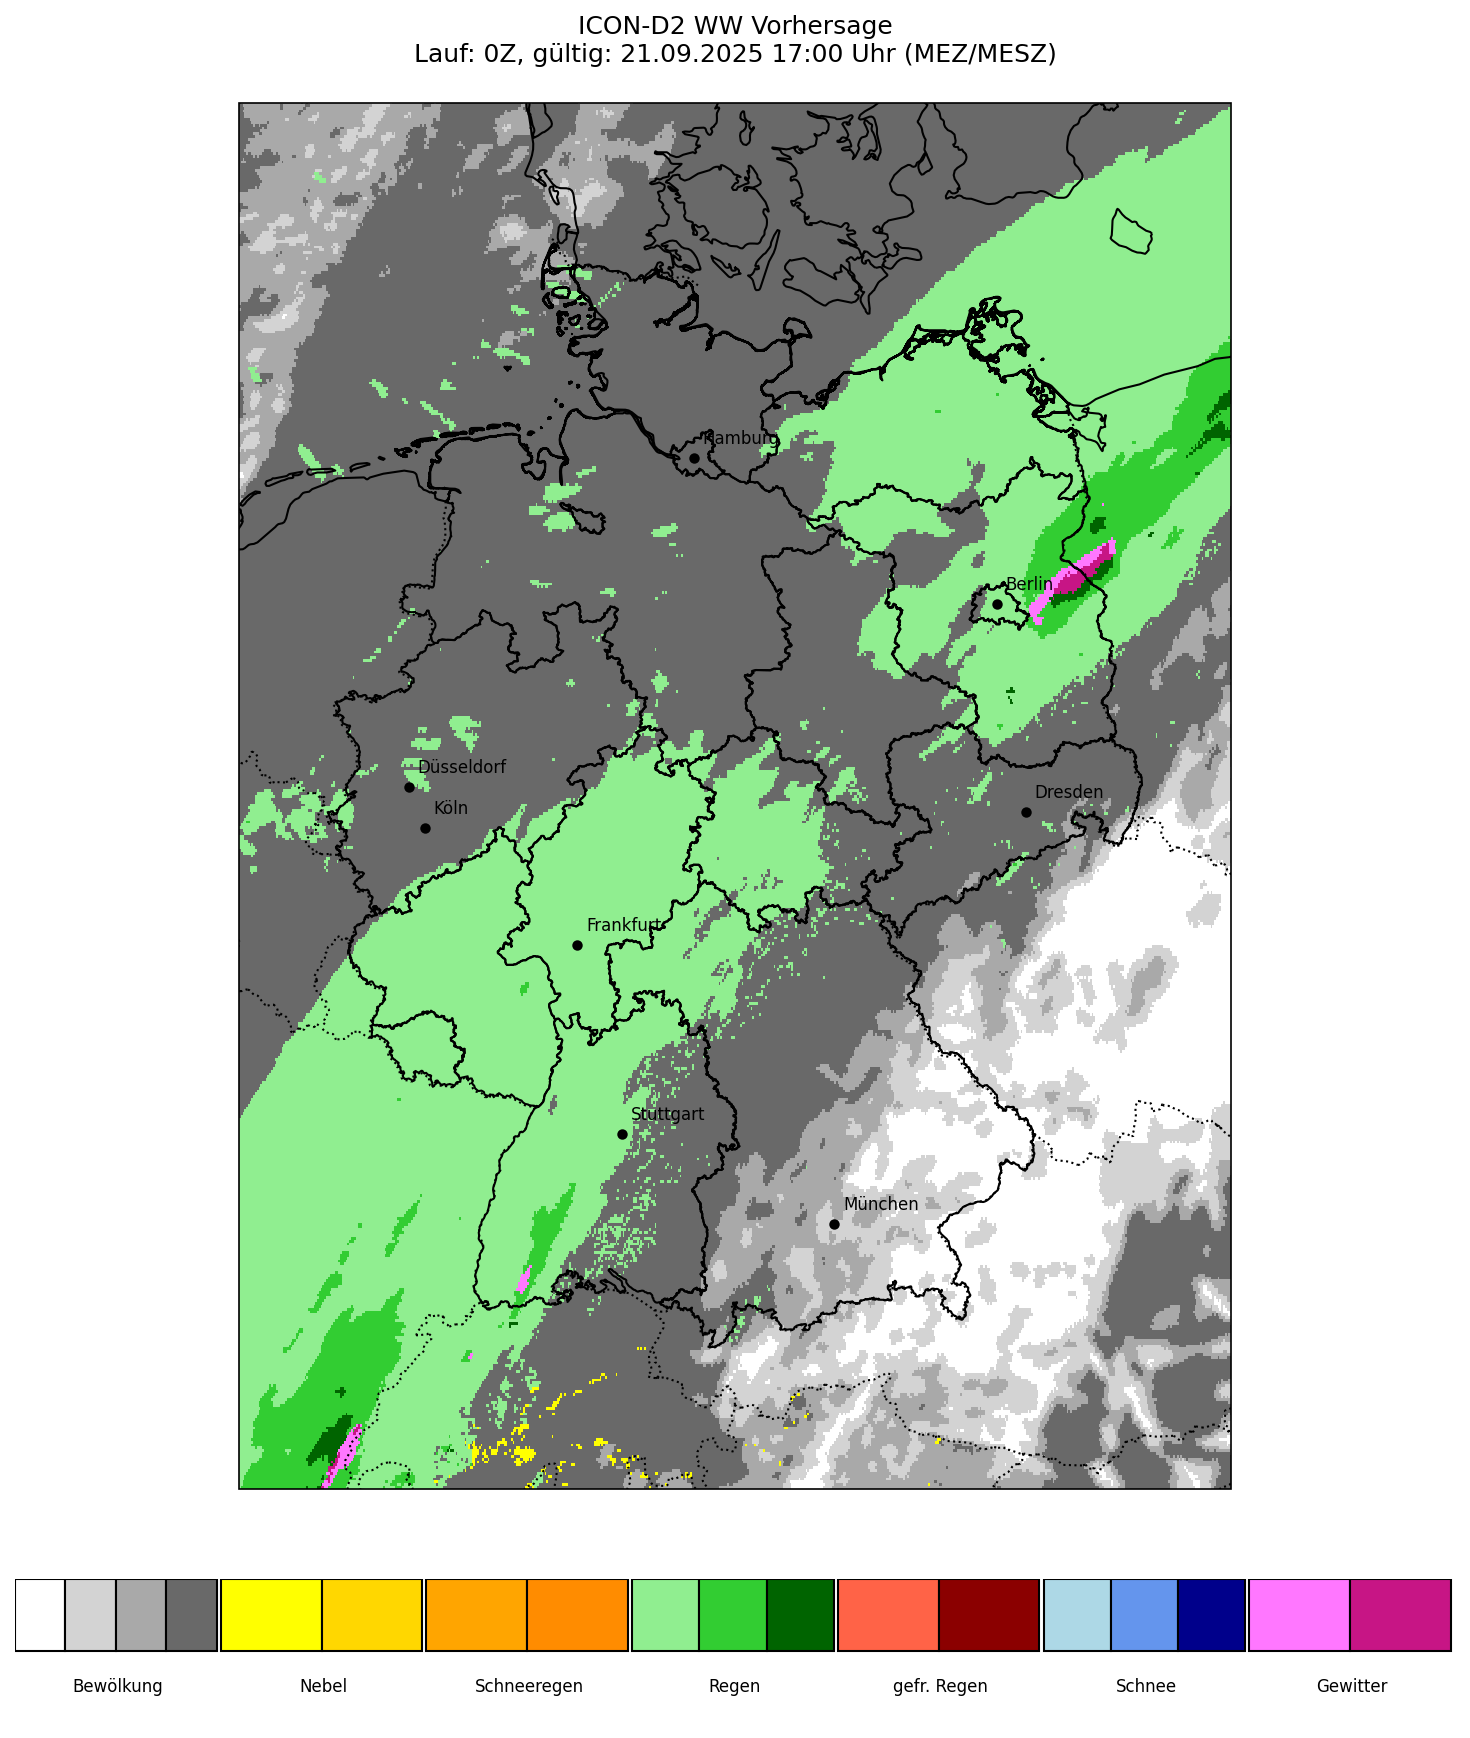 ICON-D2 WW Vorhersage
Lauf: 0Z, gültig: 21.09.2025 17:00 Uhr (MEZ/MESZ)
Hamburg
Berlin
Düsseldorf
Dresden
Köln
Frankfurt
Stuttgart
München
Bewölkung
Nebel
Schneeregen
Regen
gefr. Regen
Schnee
Gewitter